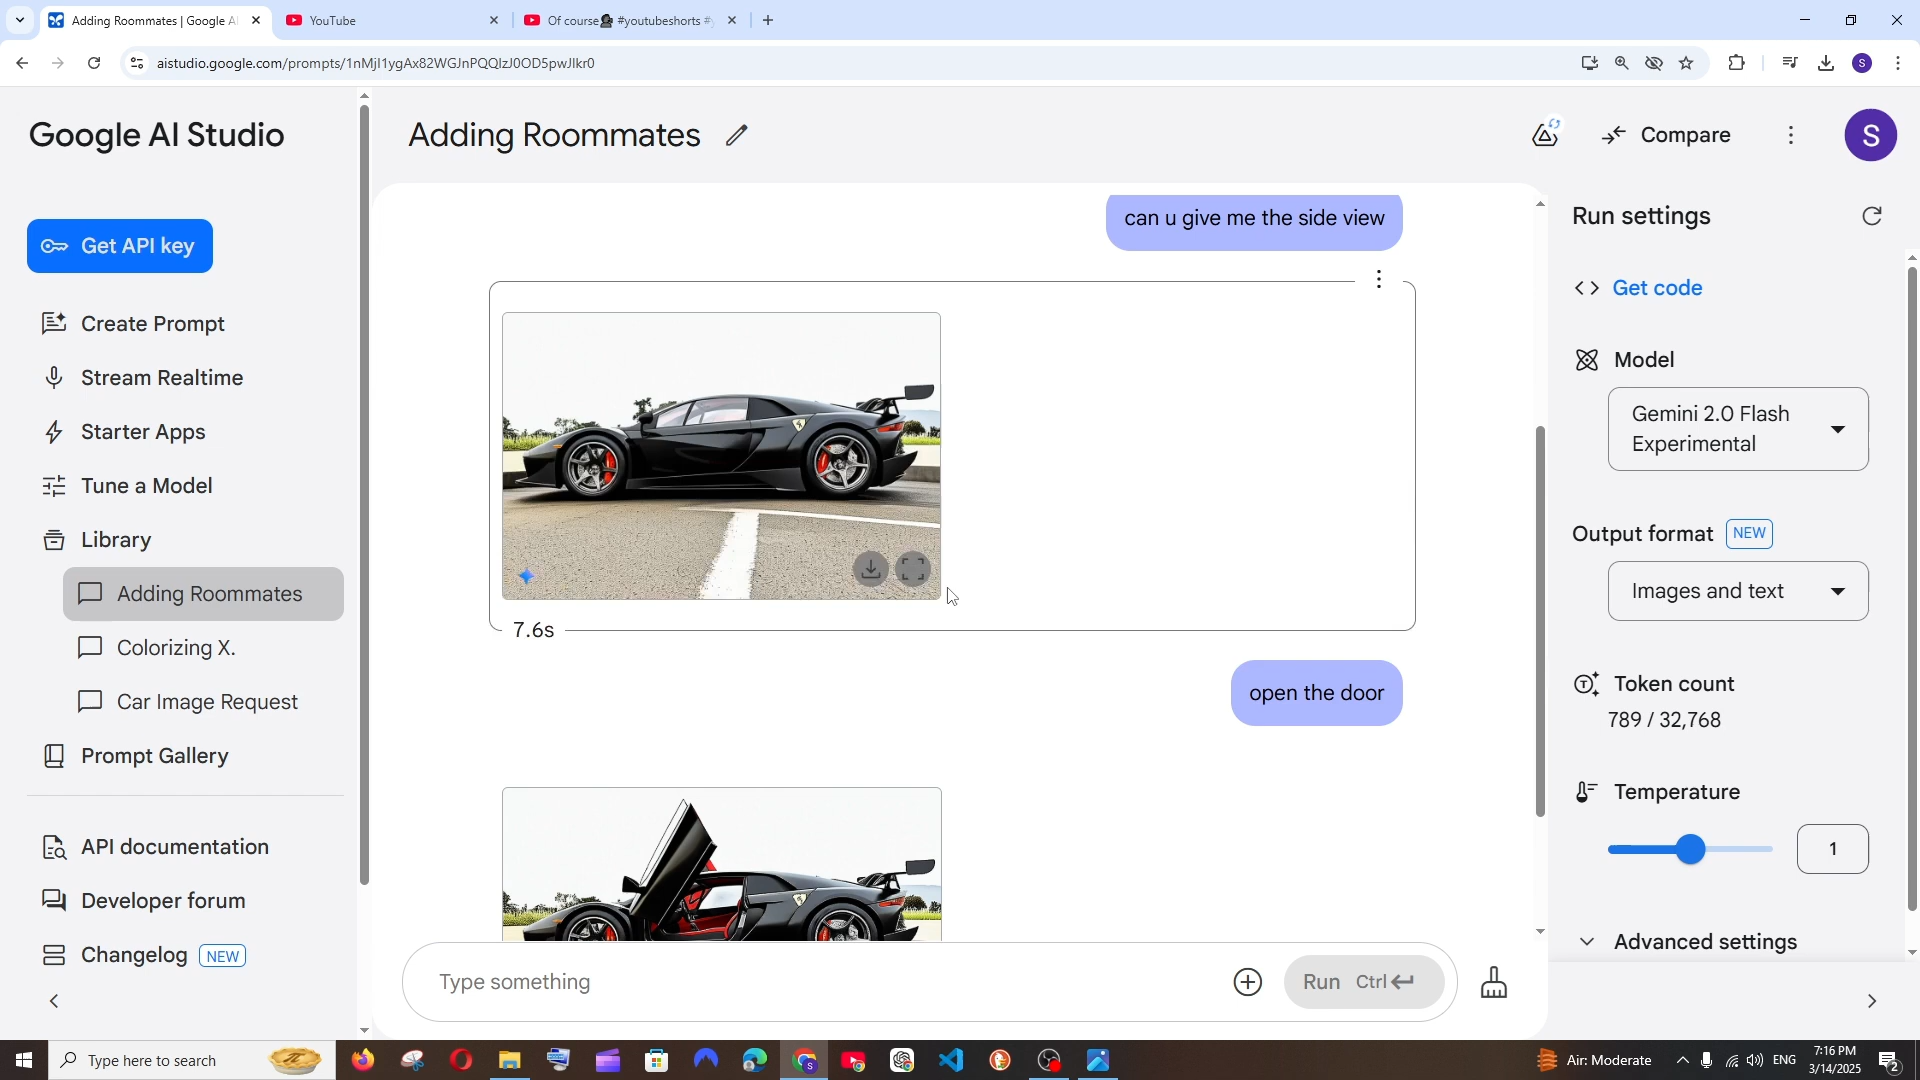 Adding Roommates | Google AI
YouTube
Of course #youtubeshorts #
aistudio.google.com/prompts/1nMjI1ygAx82WGJnPQQIzJ0OD5pwJIkr0
S
Google AI Studio
Adding Roommates
Compare
S
Get API key
Create Prompt
Stream Realtime
Starter Apps
Tune a Model
Library
Adding Roommates
Colorizing X.
Car Image Request
Prompt Gallery
API documentation
Developer forum
Changelog NEW
can u give me the side view
7.6s
open the door
Type something
Run Ctrl
Run settings
Get code
Model
Gemini 2.0 Flash
Experimental
Output format NEW
Images and text
Token count
789 / 32,768
Temperature
1
Advanced settings
Type here to search
Air: Moderate
ENG
7:16 PM
3/14/2025
2